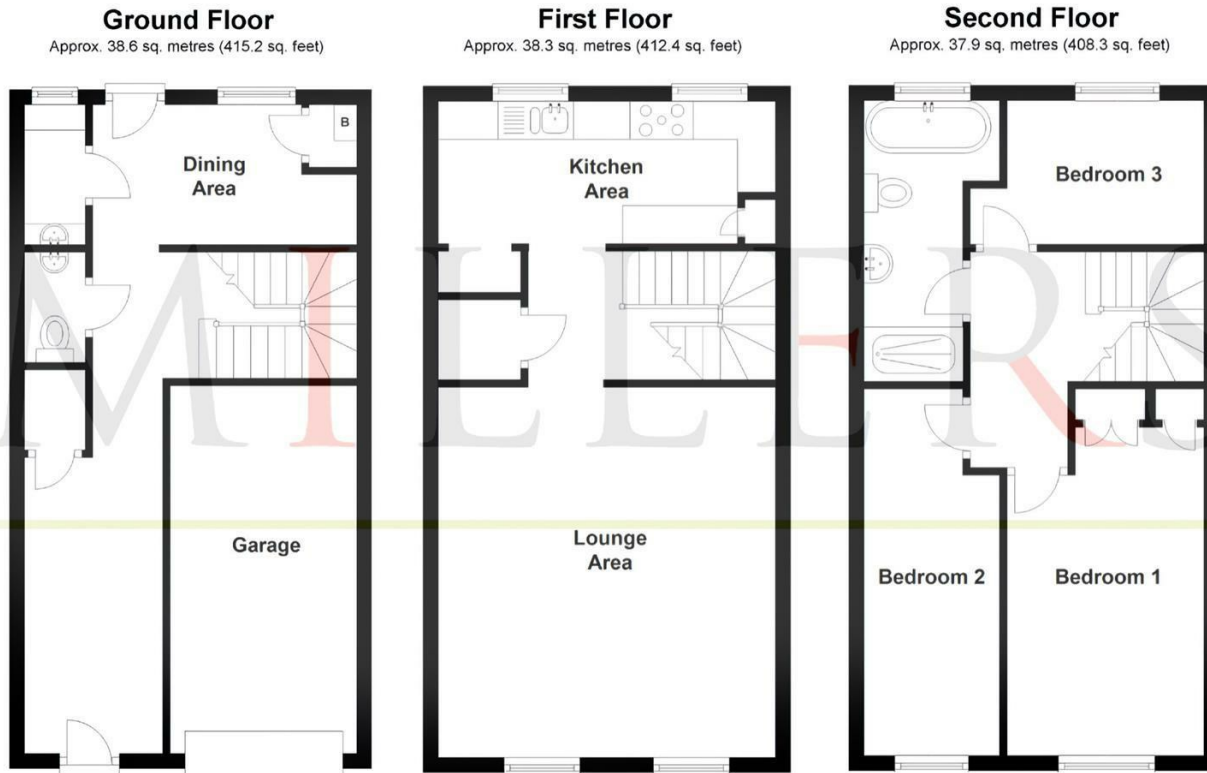 Ground Floor
Approx. 38.6 sq. metres (415.2 sq. feet)
First Floor
Approx. 38.3 sq. metres (412.4 sq. feet)
Second Floor
Approx. 37.9 sq. metres (408.3 sq. feet)
B
Dining
Area
Kitchen
Area
Bedroom 3
MILLERS
Garage
Lounge
Area
Bedroom 2
Bedroom 1